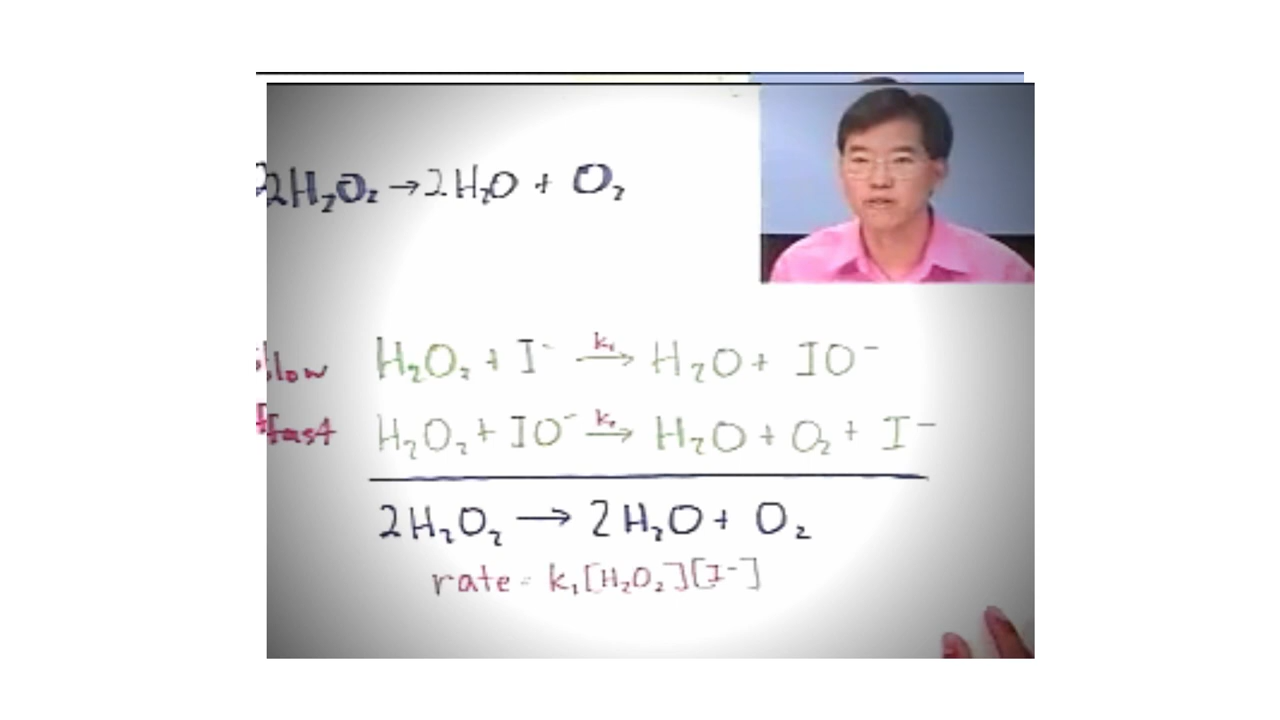 2H₂O₂ → 2H₂O + O₂
slow H₂O₂ + I⁻ —k₁→ H₂O + IO⁻
fast H₂O₂ + IO⁻ —k₂→ H₂O + O₂ + I⁻
2H₂O₂ → 2H₂O + O₂
rate = k₁[H₂O₂][I⁻]